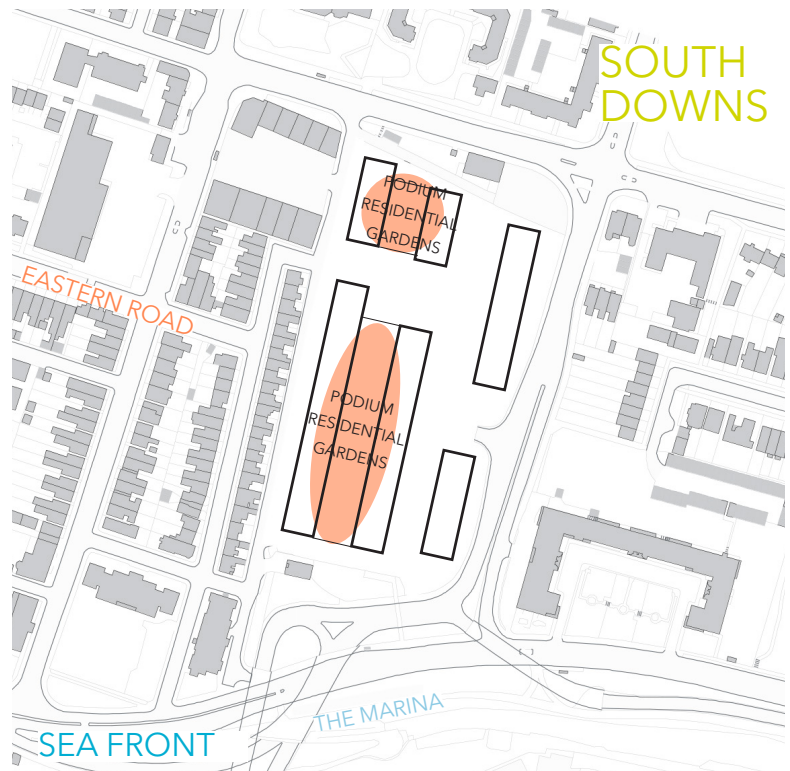 SOUTH
DOWNS
PODIUM
RESIDENTIAL
GARDENS
EASTERN ROAD
PODIUM
RESIDENTIAL
GARDENS
THE MARINA
SEA FRONT